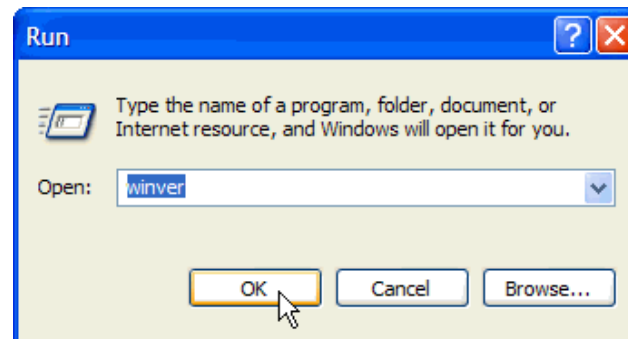 Run
Type the name of a program, folder, document, or
Internet resource, and Windows will open it for you.
Open: winver
OK Cancel Browse...